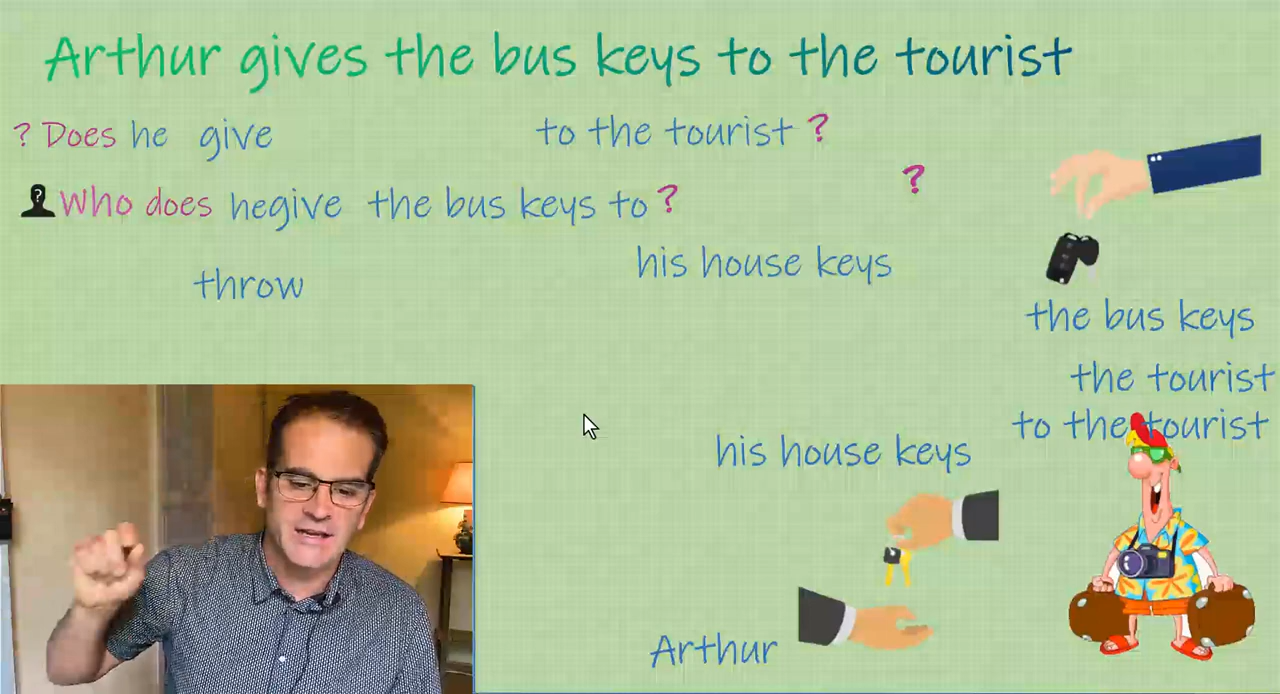 Arthur gives the bus keys to the tourist
? Does he give to the tourist ?
Who does hegive the bus keys to ?
?
his house keys
throw
the bus keys
the tourist
to the tourist
his house keys
Arthur